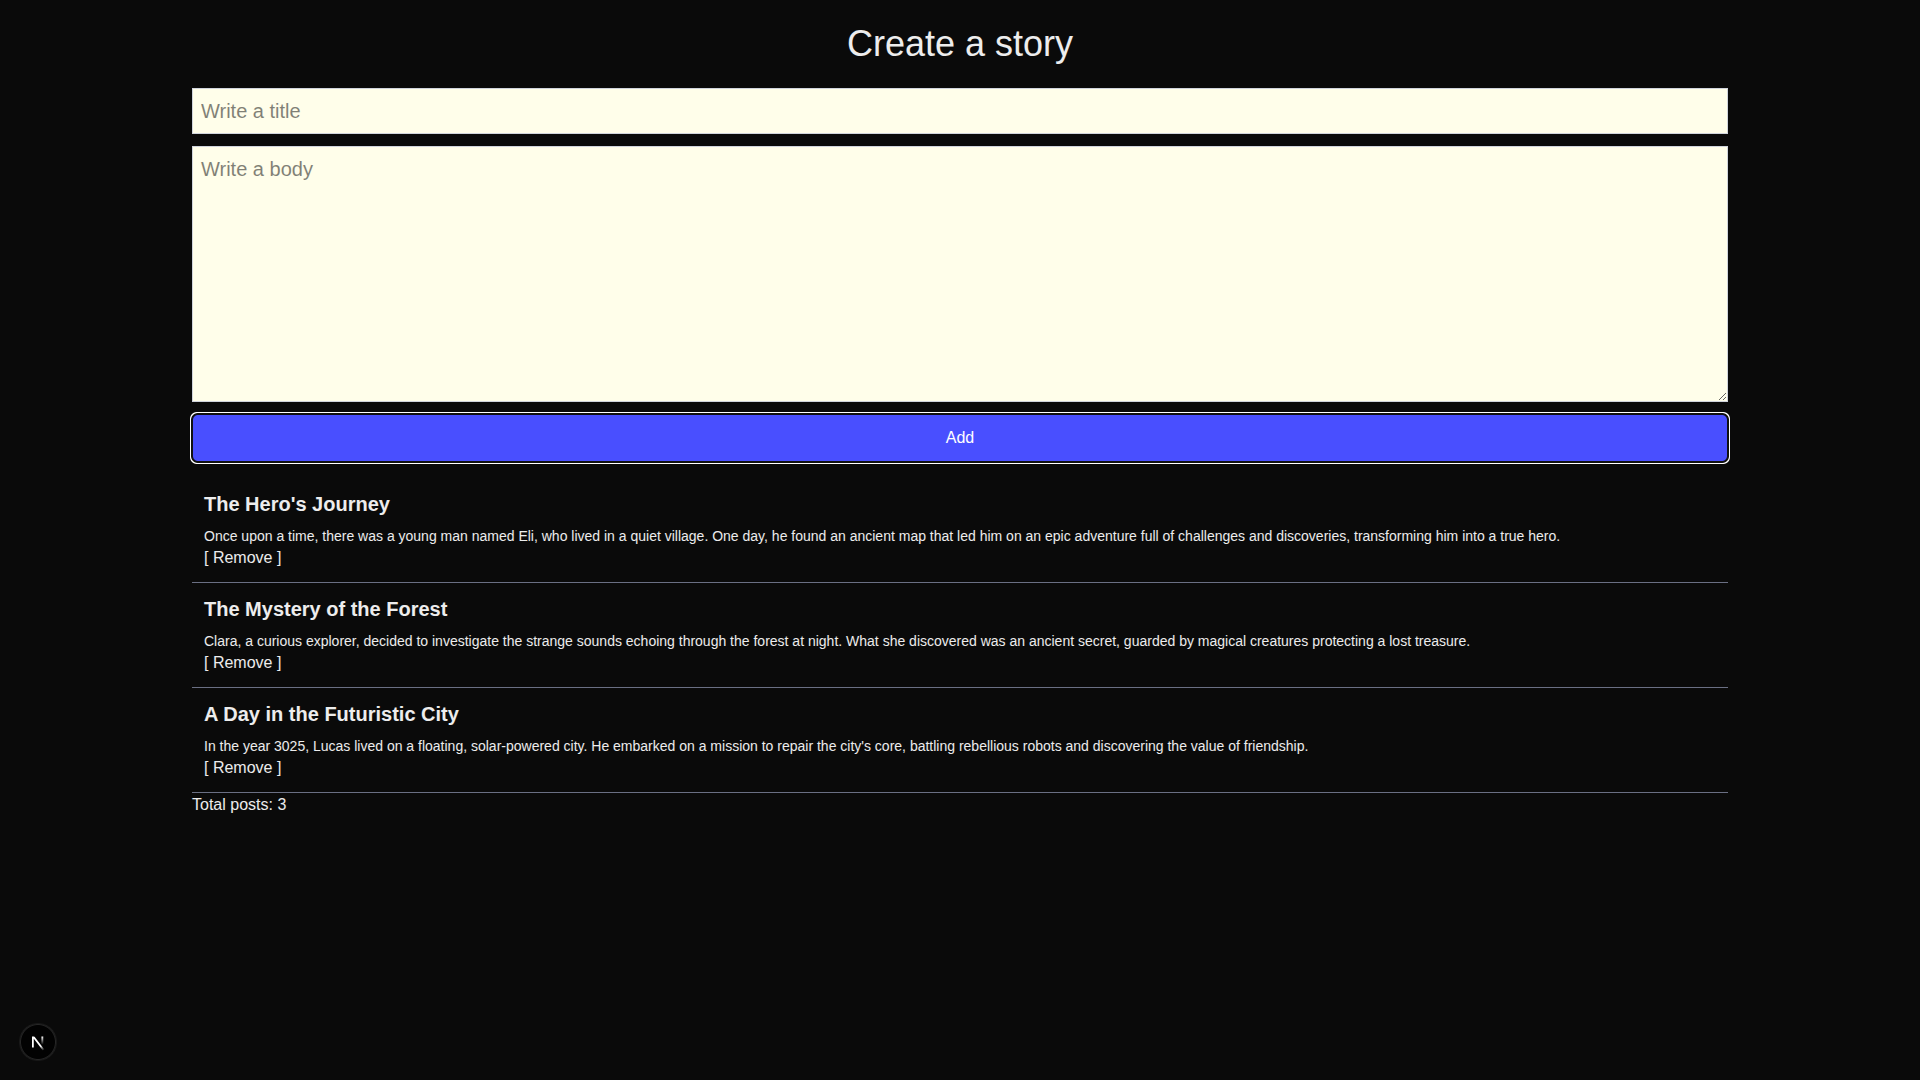 Create a story
Write a title
Write a body
Add
The Hero's Journey
Once upon a time, there was a young man named Eli, who lived in a quiet village. One day, he found an ancient map that led him on an epic adventure full of challenges and discoveries, transforming him into a true hero.
[ Remove ]
The Mystery of the Forest
Clara, a curious explorer, decided to investigate the strange sounds echoing through the forest at night. What she discovered was an ancient secret, guarded by magical creatures protecting a lost treasure.
[ Remove ]
A Day in the Futuristic City
In the year 3025, Lucas lived on a floating, solar-powered city. He embarked on a mission to repair the city's core, battling rebellious robots and discovering the value of friendship.
[ Remove ]
Total posts: 3
N